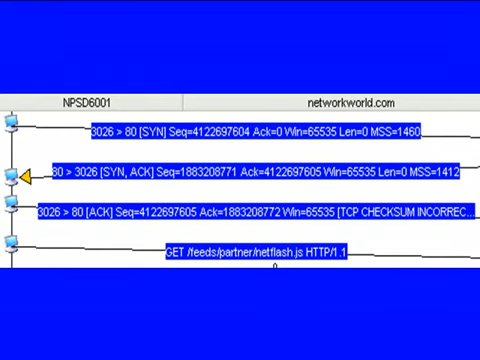 NPSD6001 networkworld.com
3026 > 80 [SYN] Seq=4122697604 Ack=0 Win=65535 Len=0 MSS=1460
80 > 3026 [SYN, ACK] Seq=1883208771 Ack=4122697605 Win=65535 Len=0 MSS=1412
3026 > 80 [ACK] Seq=4122697605 Ack=1883208772 Win=65535 [TCP CHECKSUM INCORREC...
GET /feeds/partner/netflash.js HTTP/1.1